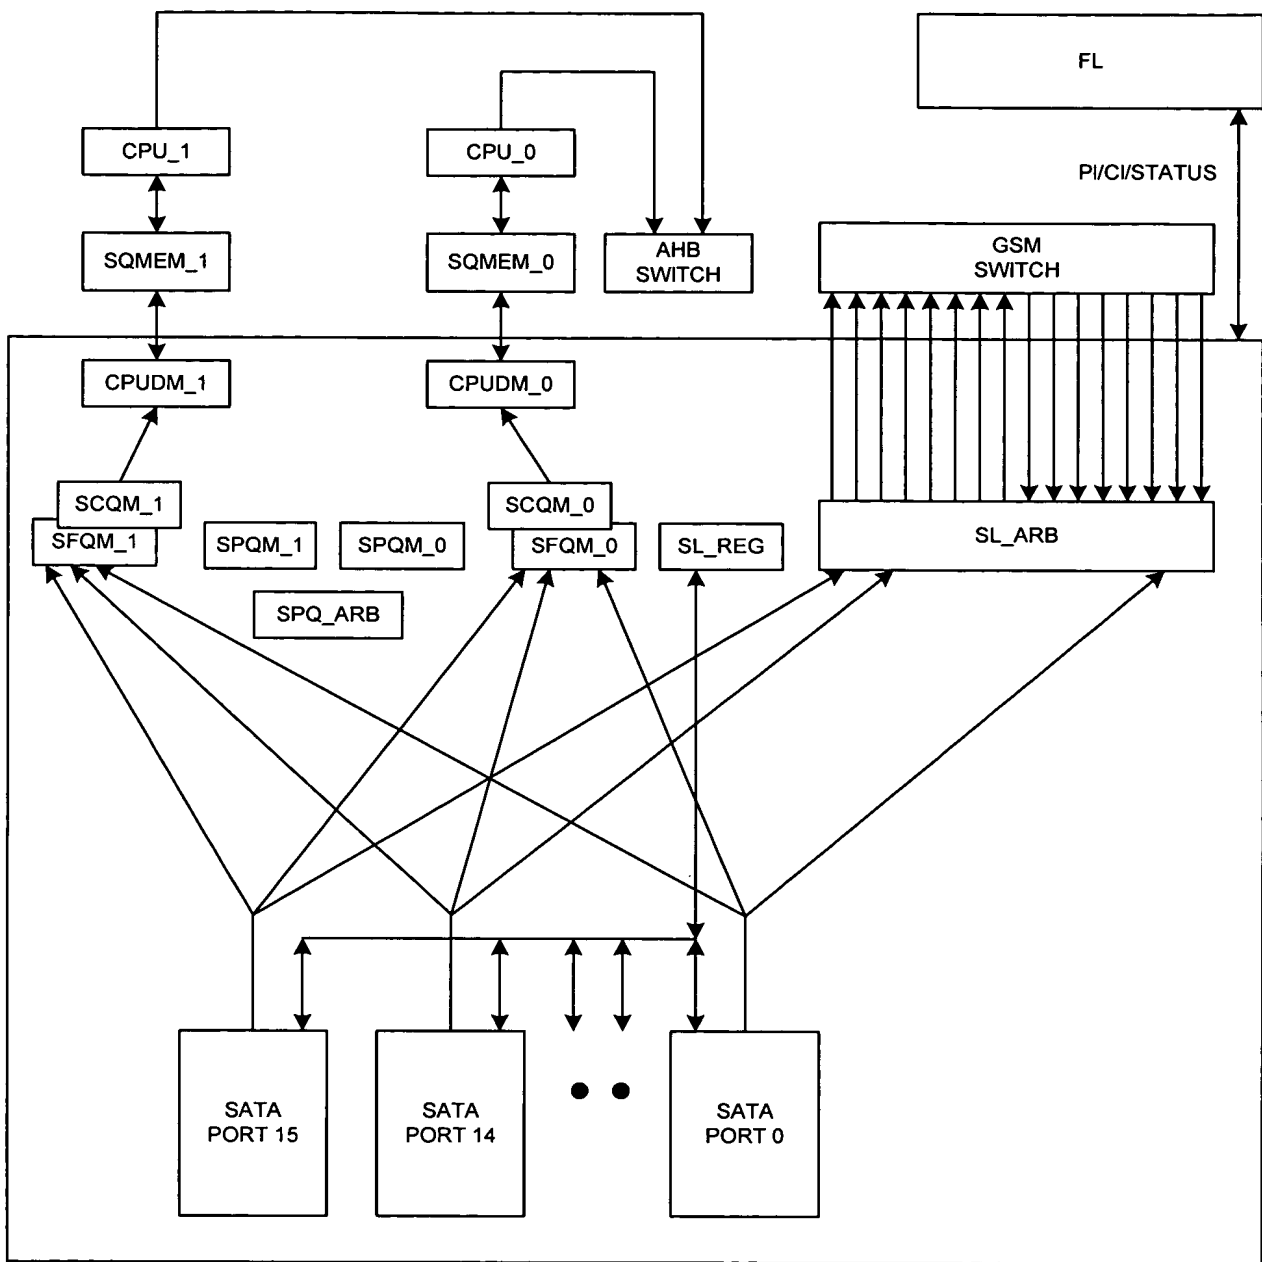 FL
CPU_1
CPU_0
PI/CI/STATUS
SQMEM_1
SQMEM_0
AHB
SWITCH
GSM
SWITCH
CPUDM_1
CPUDM_0
SCQM_1
SCQM_0
SFQM_1
SPQM_1
SPQM_0
SFQM_0
SL_REG
SL_ARB
SPQ_ARB
SATA
PORT 15
SATA
PORT 14
SATA
PORT 0